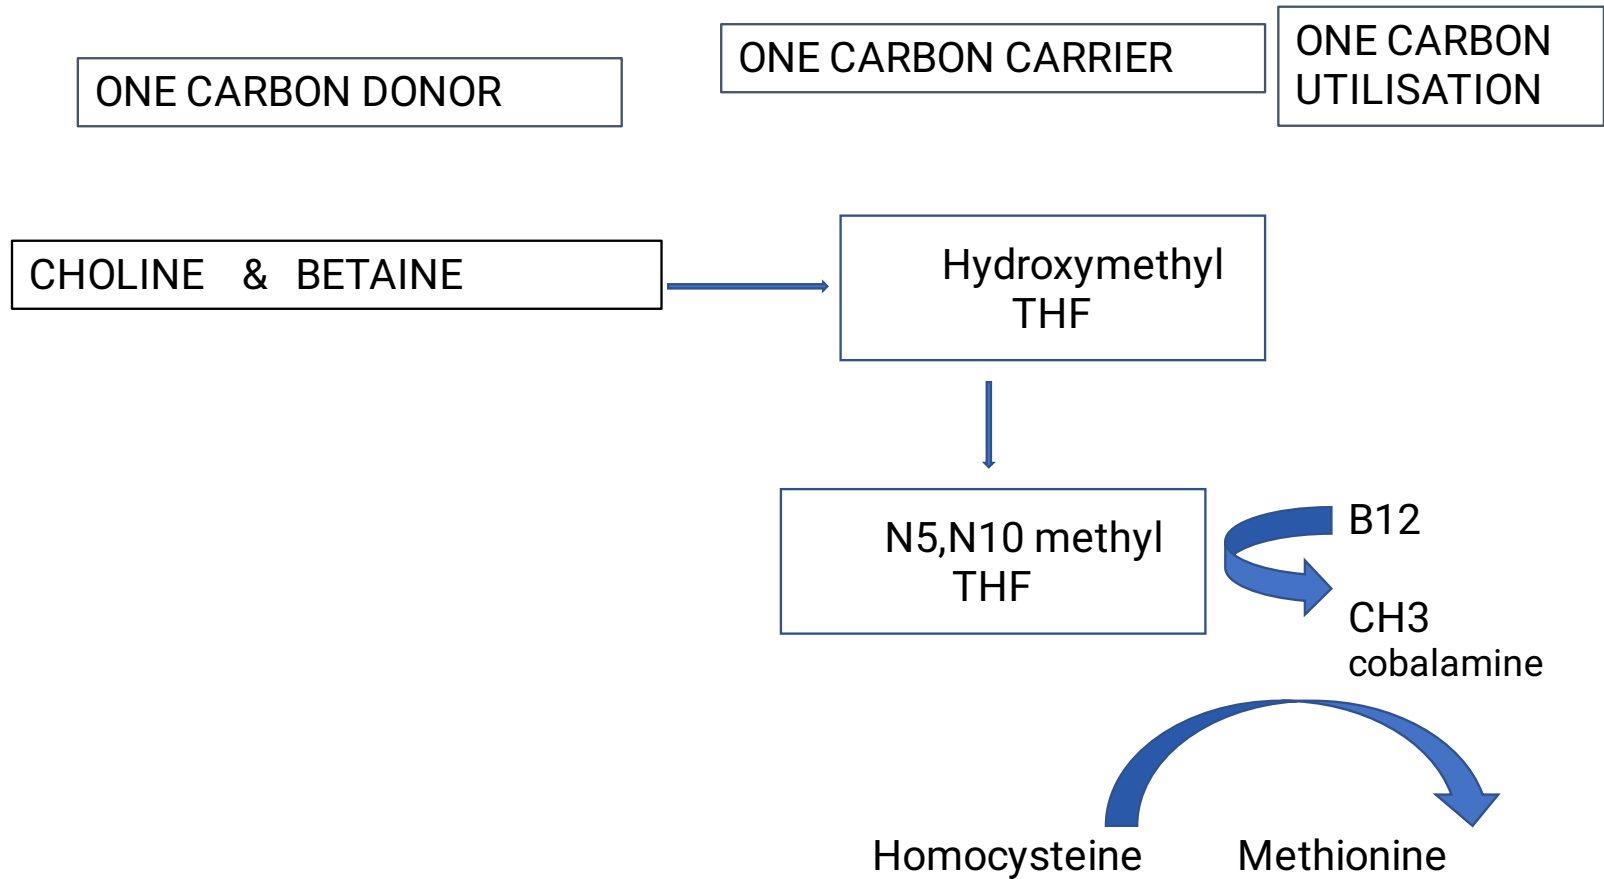 ONE CARBON DONOR
ONE CARBON CARRIER
ONE CARBON
UTILISATION
CHOLINE & BETAINE
Hydroxymethyl
THF
N5,N10 methyl
THF
B12
CH3
cobalamine
Homocysteine
Methionine